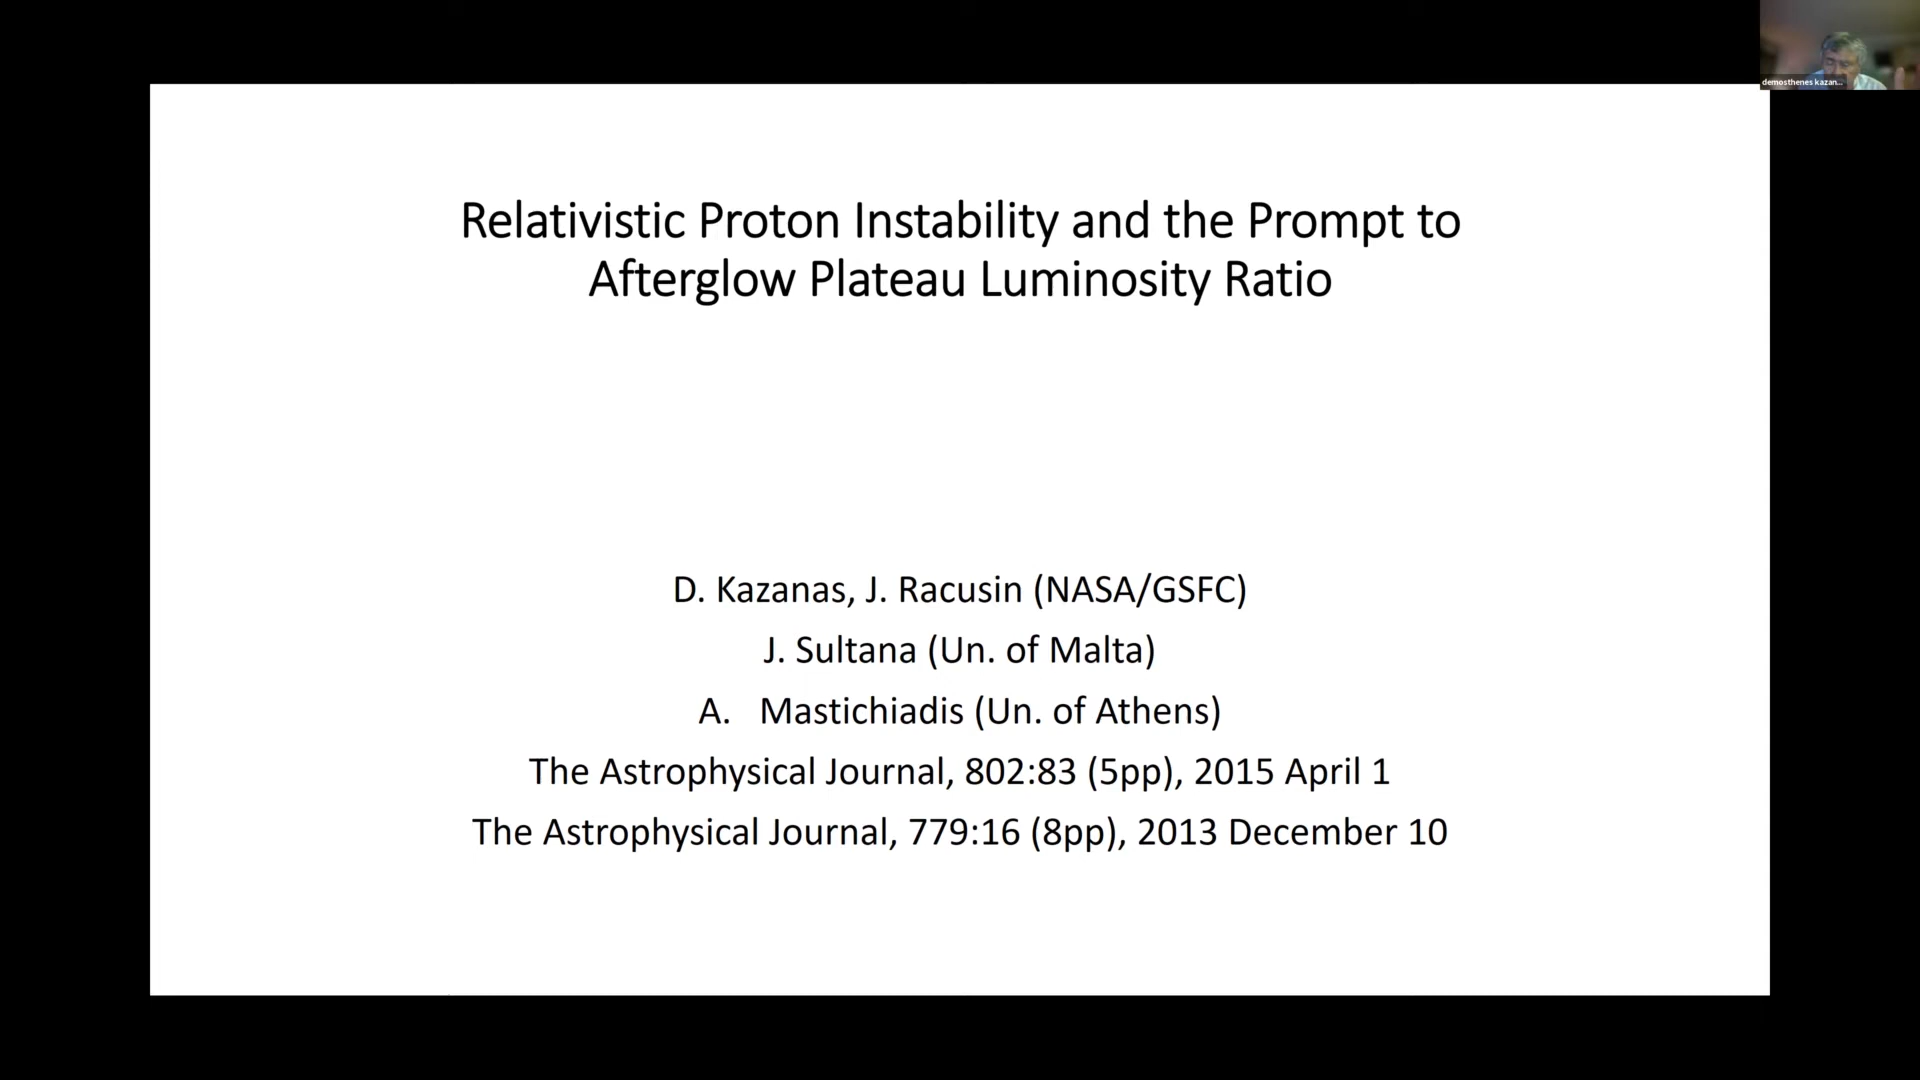 demosthenes kazan...
Relativistic Proton Instability and the Prompt to
Afterglow Plateau Luminosity Ratio
D. Kazanas, J. Racusin (NASA/GSFC)
J. Sultana (Un. of Malta)
A. Mastichiadis (Un. of Athens)
The Astrophysical Journal, 802:83 (5pp), 2015 April 1
The Astrophysical Journal, 779:16 (8pp), 2013 December 10